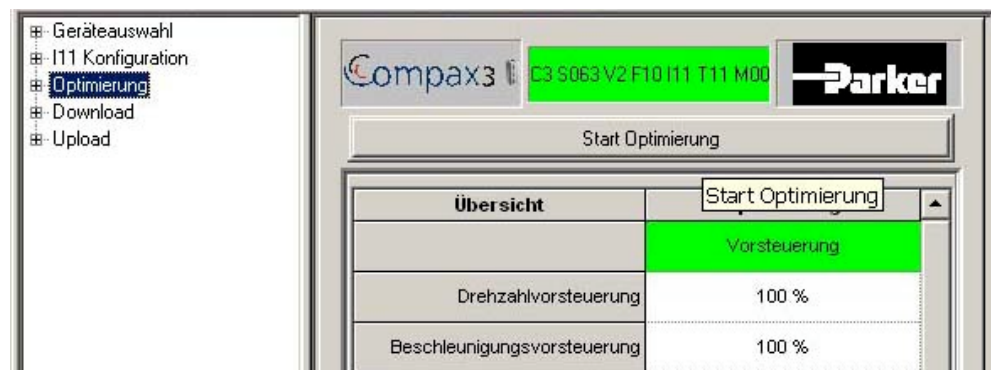 Geräteauswahl
I11 Konfiguration
Optimierung
Download
Upload
Compax3
C3 S063 V2 F10 I11 T11 M00
Parker
Start Optimierung
Start Optimierung
Übersicht
Vorsteuerung
Drehzahlvorsteuerung 100 %
Beschleunigungsvorsteuerung 100 %